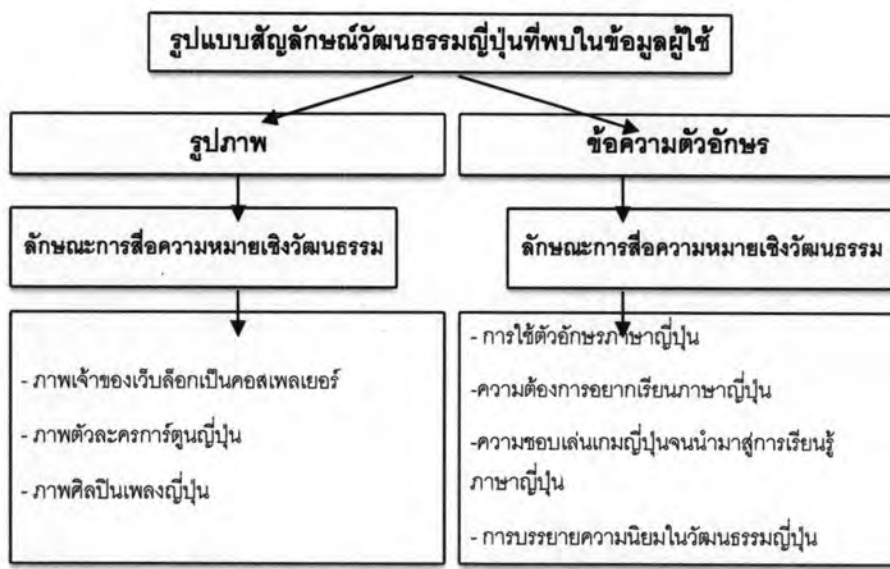 รูปแบบสัญลักษณ์วัฒนธรรมญี่ปุ่นที่พบในข้อมูลผู้ใช้
รูปภาพ
ข้อความตัวอักษร
ลักษณะการสื่อความหมายเชิงวัฒนธรรม
ลักษณะการสื่อความหมายเชิงวัฒนธรรม
- ภาพเจ้าของเว็บล็อกเป็นคอสเพลเยอร์
- ภาพตัวละครการ์ตูนญี่ปุ่น
- ภาพศิลปินเพลงญี่ปุ่น
- การใช้ตัวอักษรภาษาญี่ปุ่น
-ความต้องการอยากเรียนภาษาญี่ปุ่น
-ความชอบเล่นเกมญี่ปุ่นจนนำมาสู่การเรียนรู้
ภาษาญี่ปุ่น
- การบรรยายความนิยมในวัฒนธรรมญี่ปุ่น